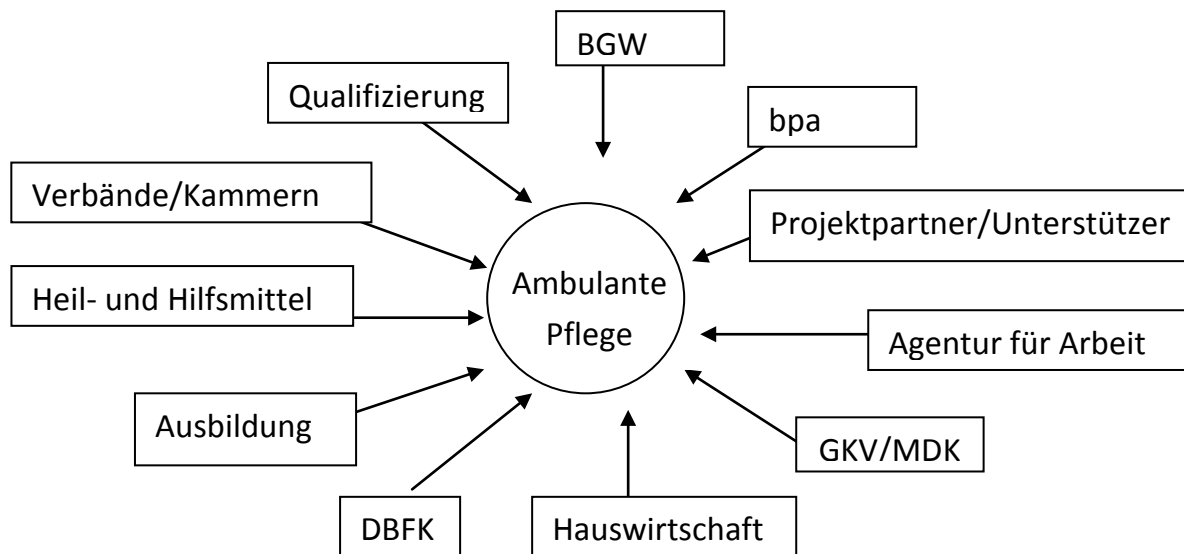 BGW
Qualifizierung
bpa
Verbände/Kammern
Projektpartner/Unterstützer
Heil- und Hilfsmittel
Ambulante
Pflege
Agentur für Arbeit
Ausbildung
GKV/MDK
DBFK
Hauswirtschaft